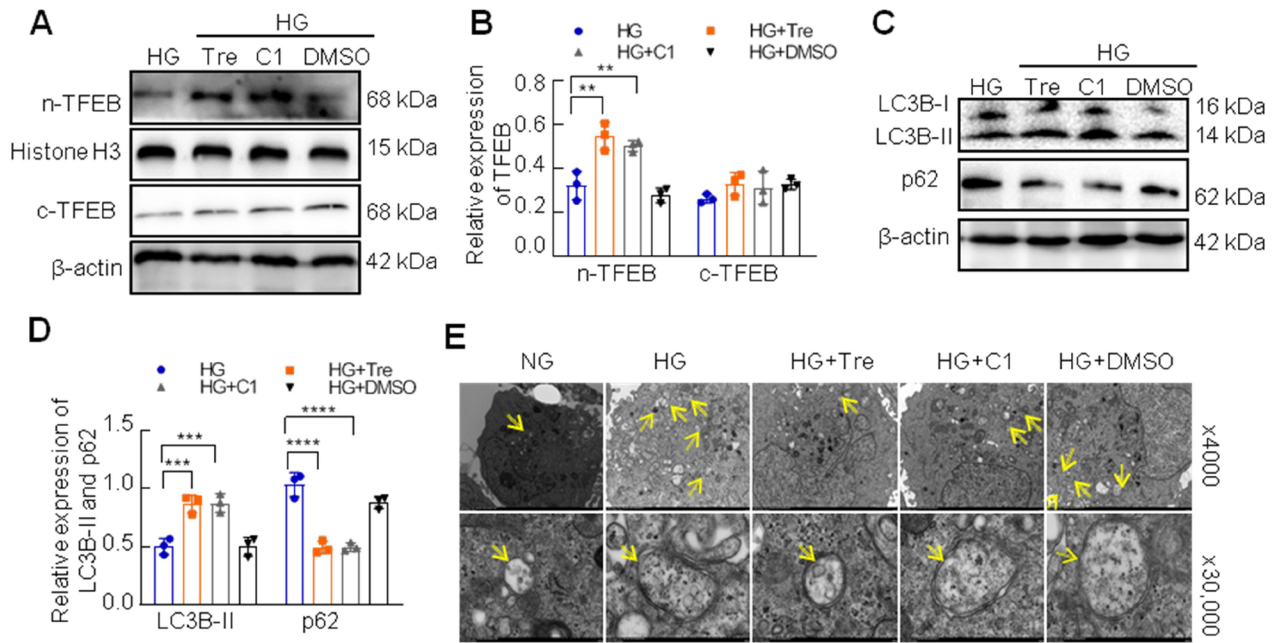 A
HG
HG Tre C1 DMSO
n-TFEB 68 kDa
Histone H3 15 kDa
c-TFEB 68 kDa
β-actin 42 kDa
B
HG HG+Tre
HG+C1 HG+DMSO
Relative expression
of TFEB
0.8
0.6
0.4
0.2
0.0
**
**
n-TFEB c-TFEB
C
HG
HG Tre C1 DMSO
LC3B-I 16 kDa
LC3B-II 14 kDa
p62 62 kDa
β-actin 42 kDa
D
HG HG+Tre
HG+C1 HG+DMSO
Relative expression of
LC3B-II and p62
1.5
1.0
0.5
0.0
***
***
****
****
LC3B-II p62
E
NG HG HG+Tre HG+C1 HG+DMSO
x4000
x30,000